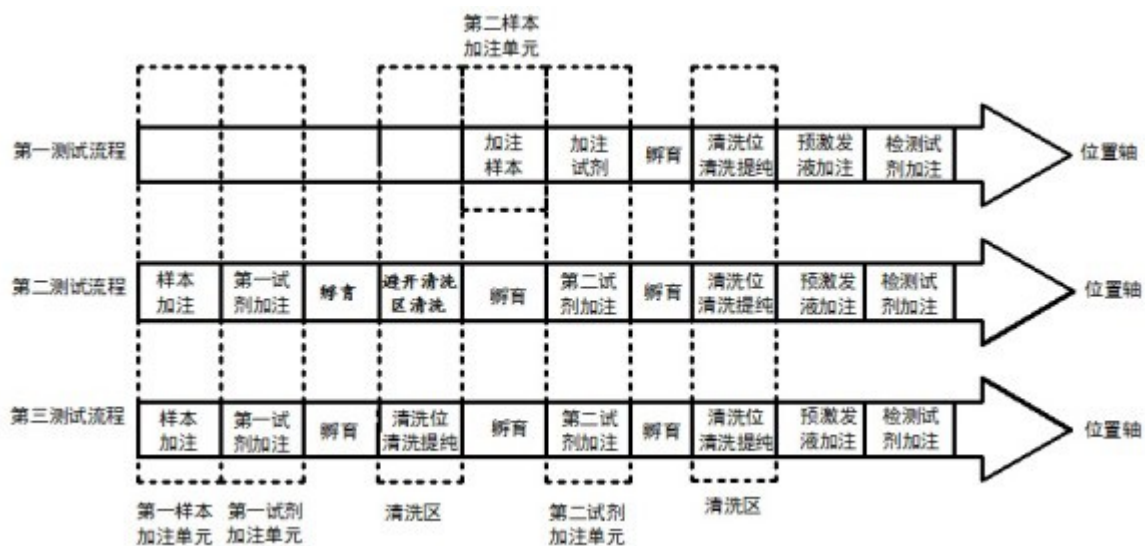 第二样本
加注单元
第一测试流程
加注
样本
加注
试剂
孵育
清洗位
清洗提纯
预激发
液加注
检测试
剂加注
位置轴
第二测试流程
样本
加注
第一试
剂加注
孵育
避开清洗
区清洗
孵育
第二试
剂加注
孵育
清洗位
清洗提纯
预激发
液加注
检测试
剂加注
位置轴
第三测试流程
样本
加注
第一试
剂加注
孵育
清洗位
清洗提纯
孵育
第二试
剂加注
孵育
清洗位
清洗提纯
预激发
液加注
检测试
剂加注
位置轴
第一样本
加注单元
第一试剂
加注单元
清洗区
第二试剂
加注单元
清洗区